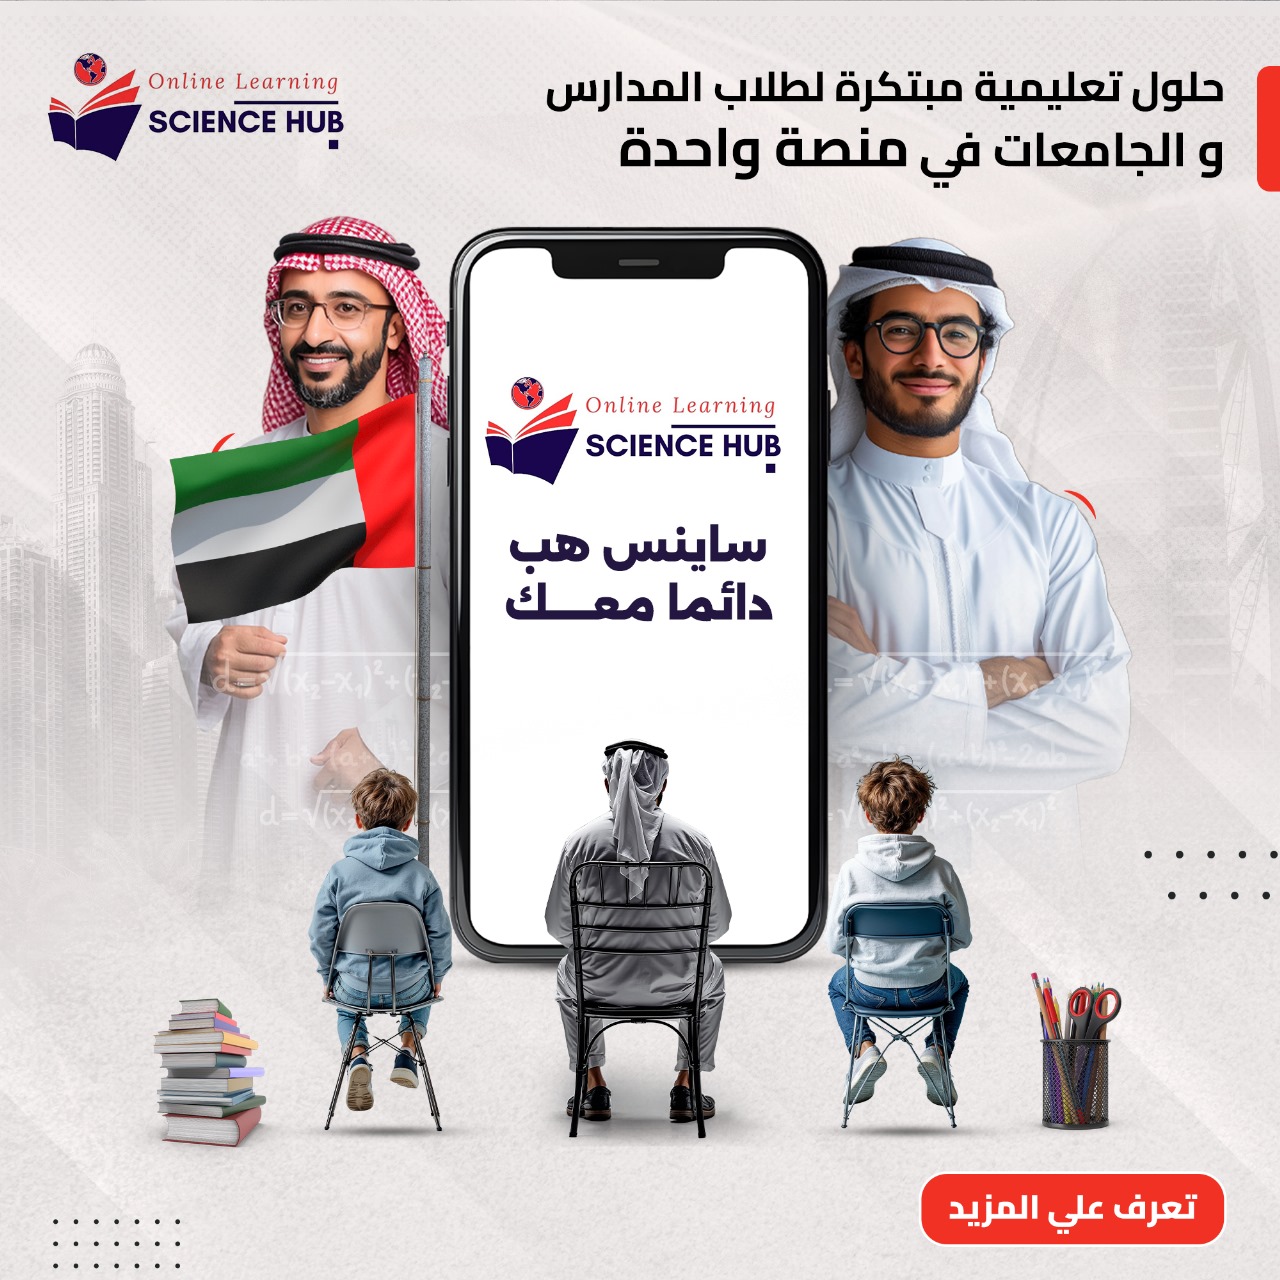 Online Learning
SCIENCE HUB
حلول تعليمية مبتكرة لطلاب المدارس
و الجامعات في منصة واحدة
Online Learning
SCIENCE HUB
ساينس هب
دائما معـــك
تعرف علي المزيد